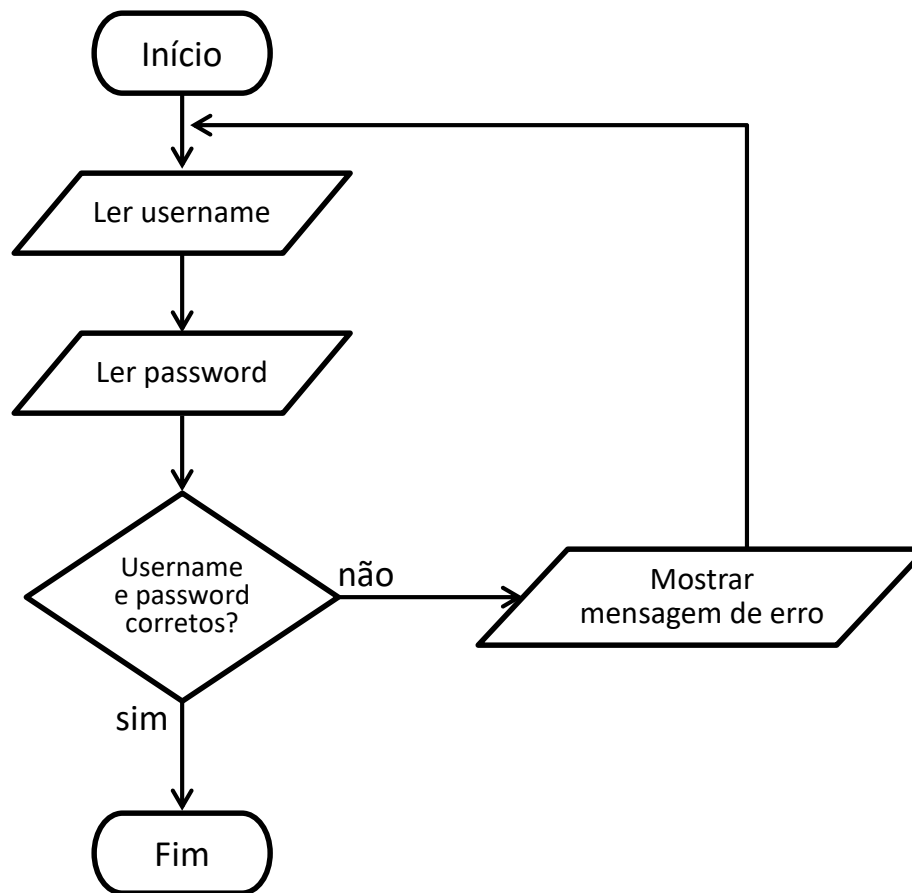 Início
Ler username
Ler password
Username
e password
corretos?
não
Mostrar
mensagem de erro
sim
Fim